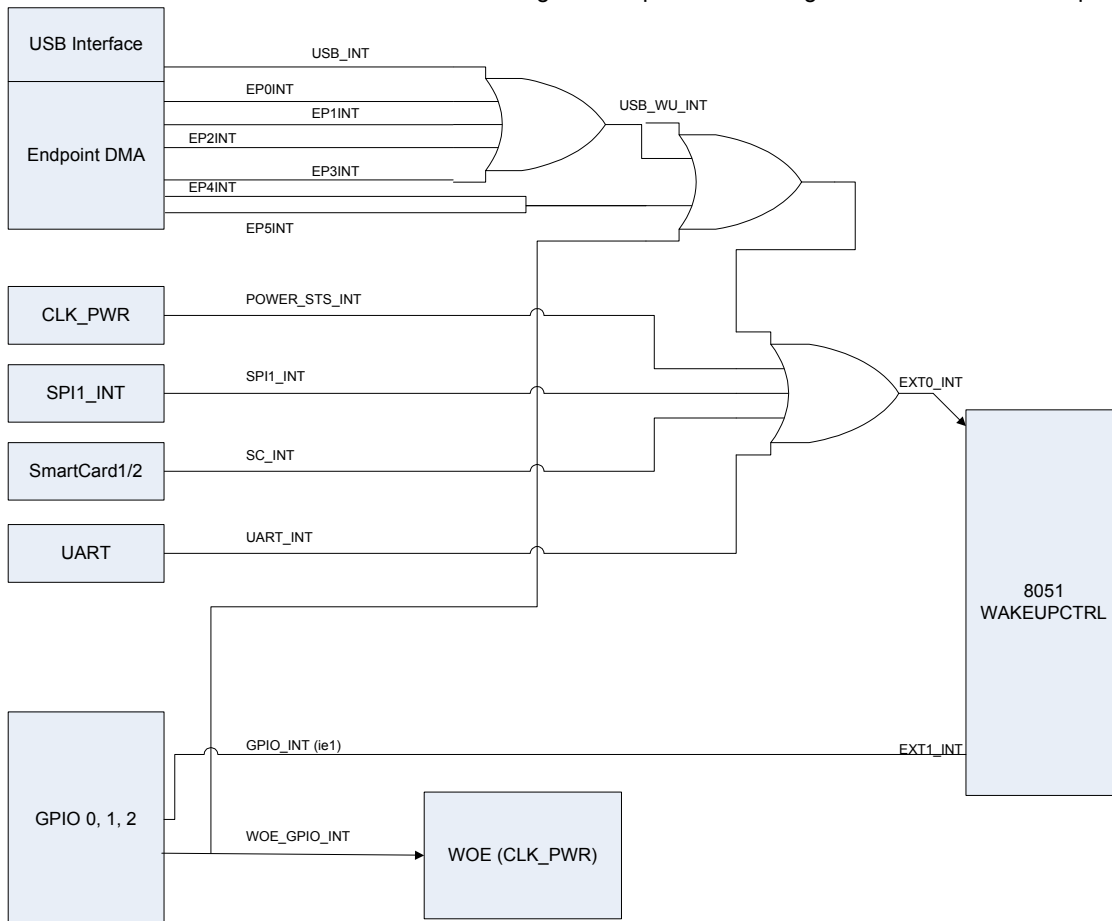 USB Interface
USB_INT
EP0INT
USB_WU_INT
EP1INT
EP2INT
Endpoint DMA
EP3INT
EP4INT
EP5INT
POWER_STS_INT
CLK_PWR
SPI1_INT
SPI1_INT
EXT0_INT
SC_INT
SmartCard1/2
UART_INT
UART
8051
WAKEUPCTRL
GPIO_INT (ie1)
EXT1_INT
GPIO 0, 1, 2
WOE_GPIO_INT
WOE (CLK_PWR)